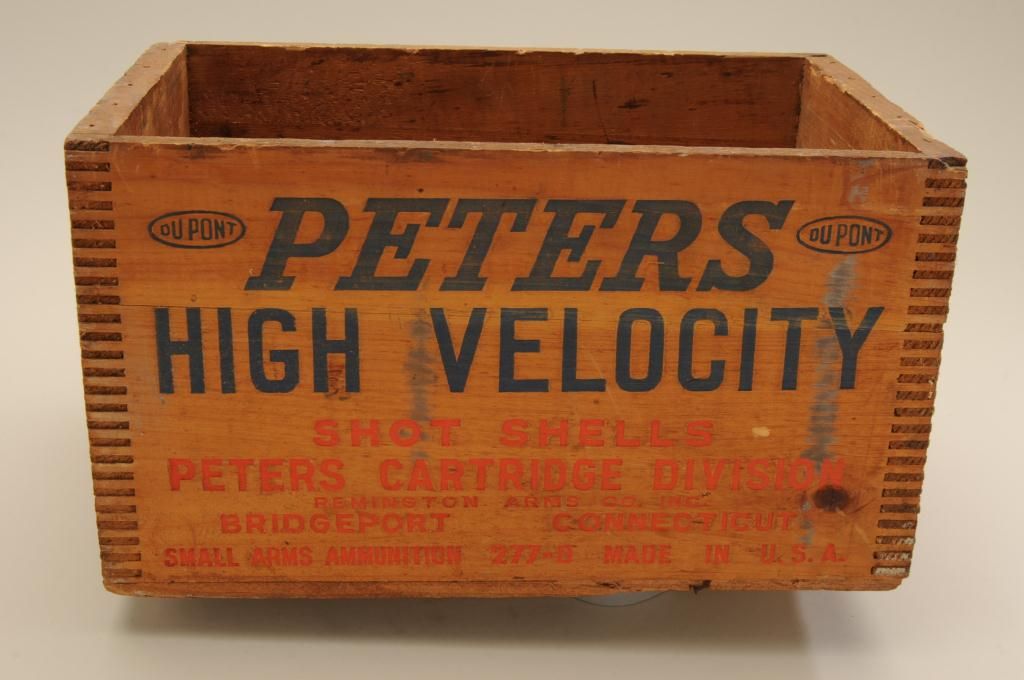 DU PONT PETERS DU PONT
HIGH VELOCITY
SHOT SHELLS
PETERS CARTRIDGE DIVISION
REMINGTON ARMS CO. INC.
BRIDGEPORT CONNECTICUT
SMALL ARMS AMMUNITION 277-D MADE IN U.S.A.